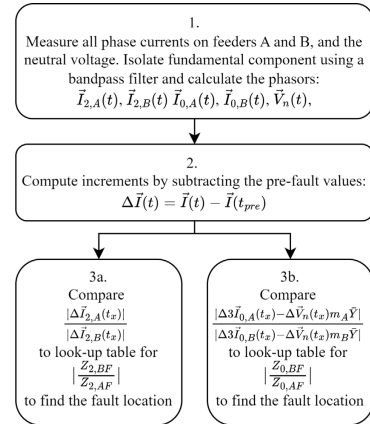 1.
Measure all phase currents on feeders A and B, and the
neutral voltage. Isolate fundamental component using a
bandpass filter and calculate the phasors:
$\vec{I}_{2,A}(t), \vec{I}_{2,B}(t)\ \vec{I}_{0,A}(t), \vec{I}_{0,B}(t), \vec{V}_n(t),$
2.
Compute increments by subtracting the pre-fault values:
$\Delta\vec{I}(t) = \vec{I}(t) - \vec{I}(t_{pre})$
3a.
Compare
$\frac{|\Delta\vec{I}_{2,A}(t_x)|}{|\Delta\vec{I}_{2,B}(t_x)|}$
to look-up table for
$|\frac{Z_{2,BF}}{Z_{2,AF}}|$
to find the fault location
3b.
Compare
$\frac{|\Delta 3\vec{I}_{0,A}(t_x) - \Delta\vec{V}_n(t_x) m_A \bar{Y}|}{|\Delta 3\vec{I}_{0,B}(t_x) - \Delta\vec{V}_n(t_x) m_B \bar{Y}|}$
to look-up table for
$|\frac{Z_{0,BF}}{Z_{0,AF}}|$
to find the fault location